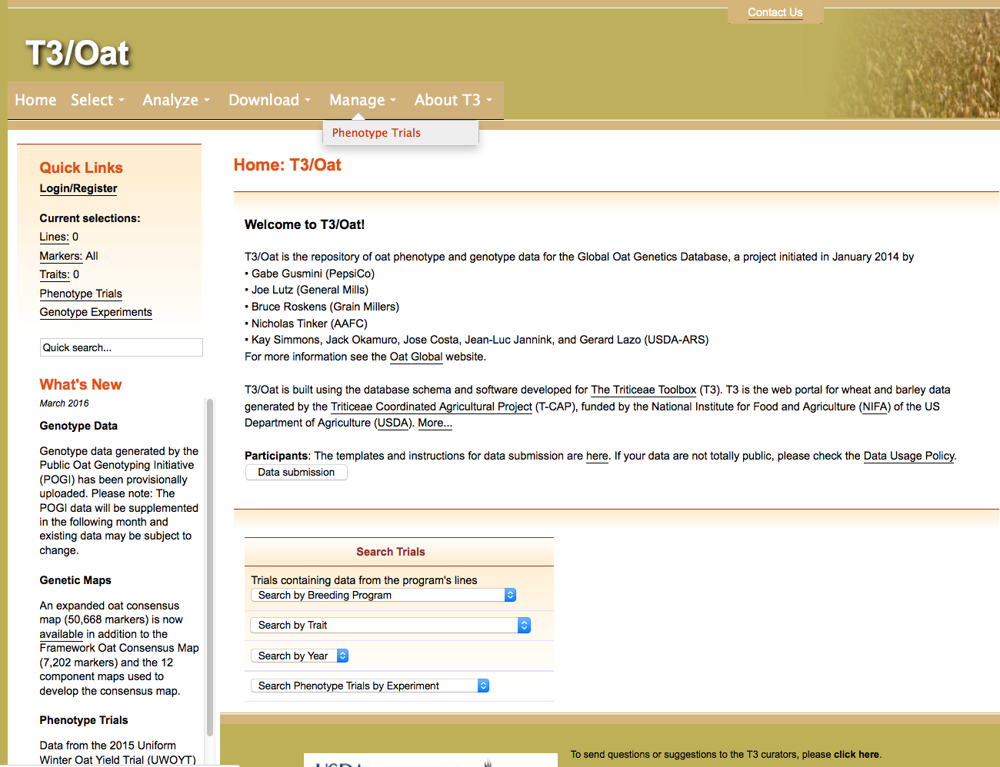 Contact Us
T3/Oat
Home Select Analyze Download Manage About T3
Phenotype Trials
Quick Links
Login/Register
Current selections:
Lines: 0
Markers: All
Traits: 0
Phenotype Trials
Genotype Experiments
Quick search...
What's New
March 2016
Genotype Data
Genotype data generated by the
Public Oat Genotyping Initiative
(POGI) has been provisionally
uploaded. Please note: The
POGI data will be supplemented
in the following month and
existing data may be subject to
change.
Genetic Maps
An expanded oat consensus
map (50,668 markers) is now
available in addition to the
Framework Oat Consensus Map
(7,202 markers) and the 12
component maps used to
develop the consensus map.
Phenotype Trials
Data from the 2015 Uniform
Winter Oat Yield Trial (UWOYT)
Home: T3/Oat
Welcome to T3/Oat!
T3/Oat is the repository of oat phenotype and genotype data for the Global Oat Genetics Database, a project initiated in January 2014 by
• Gabe Gusmini (PepsiCo)
• Joe Lutz (General Mills)
• Bruce Roskens (Grain Millers)
• Nicholas Tinker (AAFC)
• Kay Simmons, Jack Okamuro, Jose Costa, Jean-Luc Jannink, and Gerard Lazo (USDA-ARS)
For more information see the Oat Global website.
T3/Oat is built using the database schema and software developed for The Triticeae Toolbox (T3). T3 is the web portal for wheat and barley data
generated by the Triticeae Coordinated Agricultural Project (T-CAP), funded by the National Institute for Food and Agriculture (NIFA) of the US
Department of Agriculture (USDA). More...
Participants: The templates and instructions for data submission are here. If your data are not totally public, please check the Data Usage Policy.
Data submission
Search Trials
Trials containing data from the program's lines
Search by Breeding Program
Search by Trait
Search by Year
Search Phenotype Trials by Experiment
To send questions or suggestions to the T3 curators, please click here.
USDA